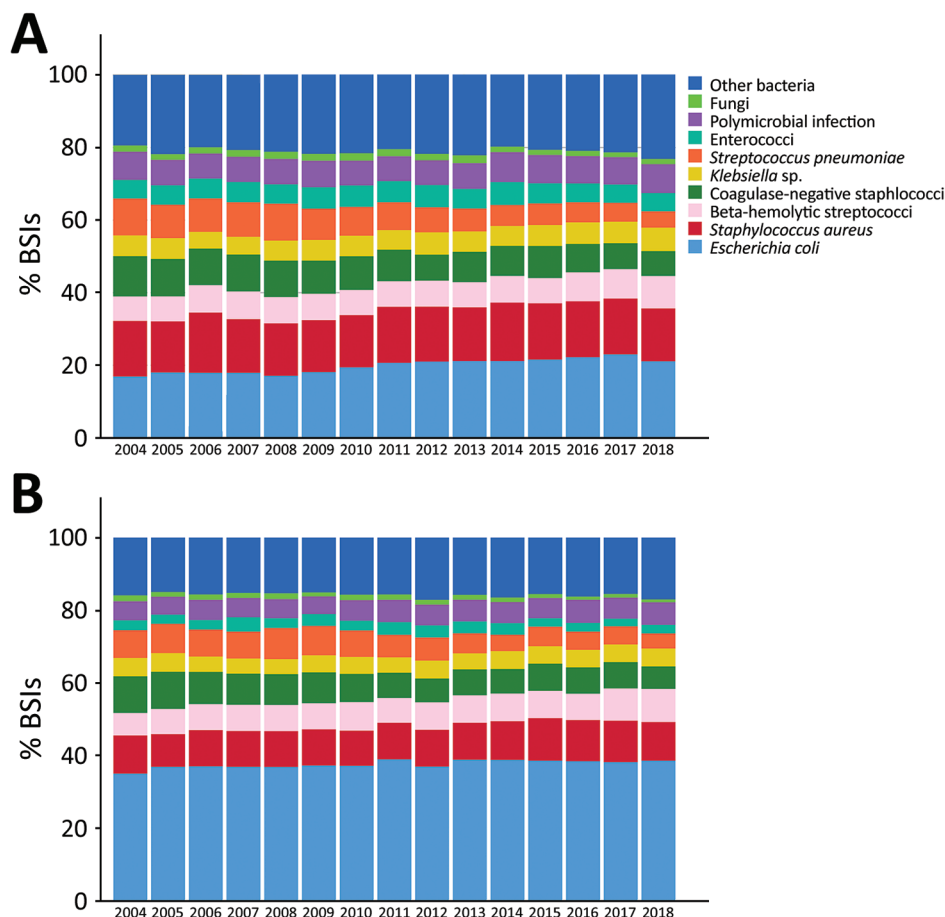 A
100
80
60
40
20
0
% BSIs
2004 2005 2006 2007 2008 2009 2010 2011 2012 2013 2014 2015 2016 2017 2018
Other bacteria
Fungi
Polymicrobial infection
Enterococci
Streptococcus pneumoniae
Klebsiella sp.
Coagulase-negative staphlococci
Beta-hemolytic streptococci
Staphylococcus aureus
Escherichia coli
B
100
80
60
40
20
0
% BSIs
2004 2005 2006 2007 2008 2009 2010 2011 2012 2013 2014 2015 2016 2017 2018